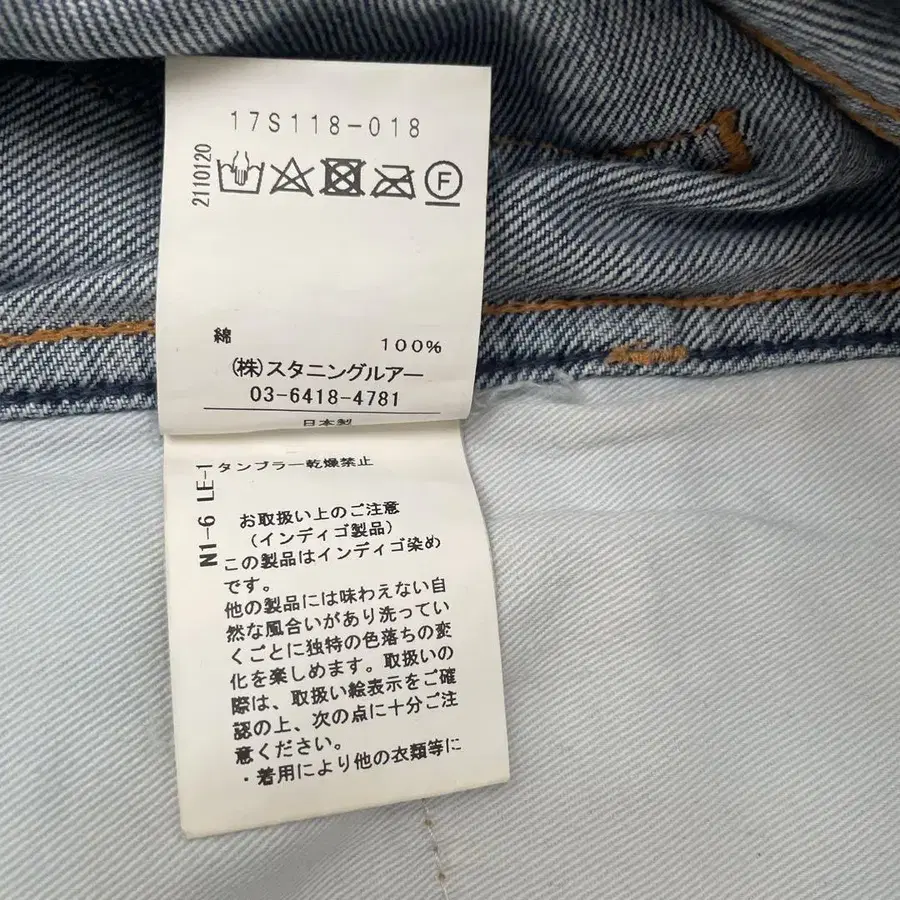 17S118-018
2110120
F
綿
100%
(株)スタニングルアー
03-6418-4781
日本製
N1-6 LE-1
タンブラー乾燥禁止
お取扱い上のご注意
(インディゴ製品)
この製品はインディゴ染め
です。
他の製品には味わえない自
然な風合いがあり洗ってい
くごとに独特の色落ちの変
化を楽しめます。取扱いの
際は、取扱い絵表示をご確
認の上、次の点に十分ご注
意ください。
・着用により他の衣類等に